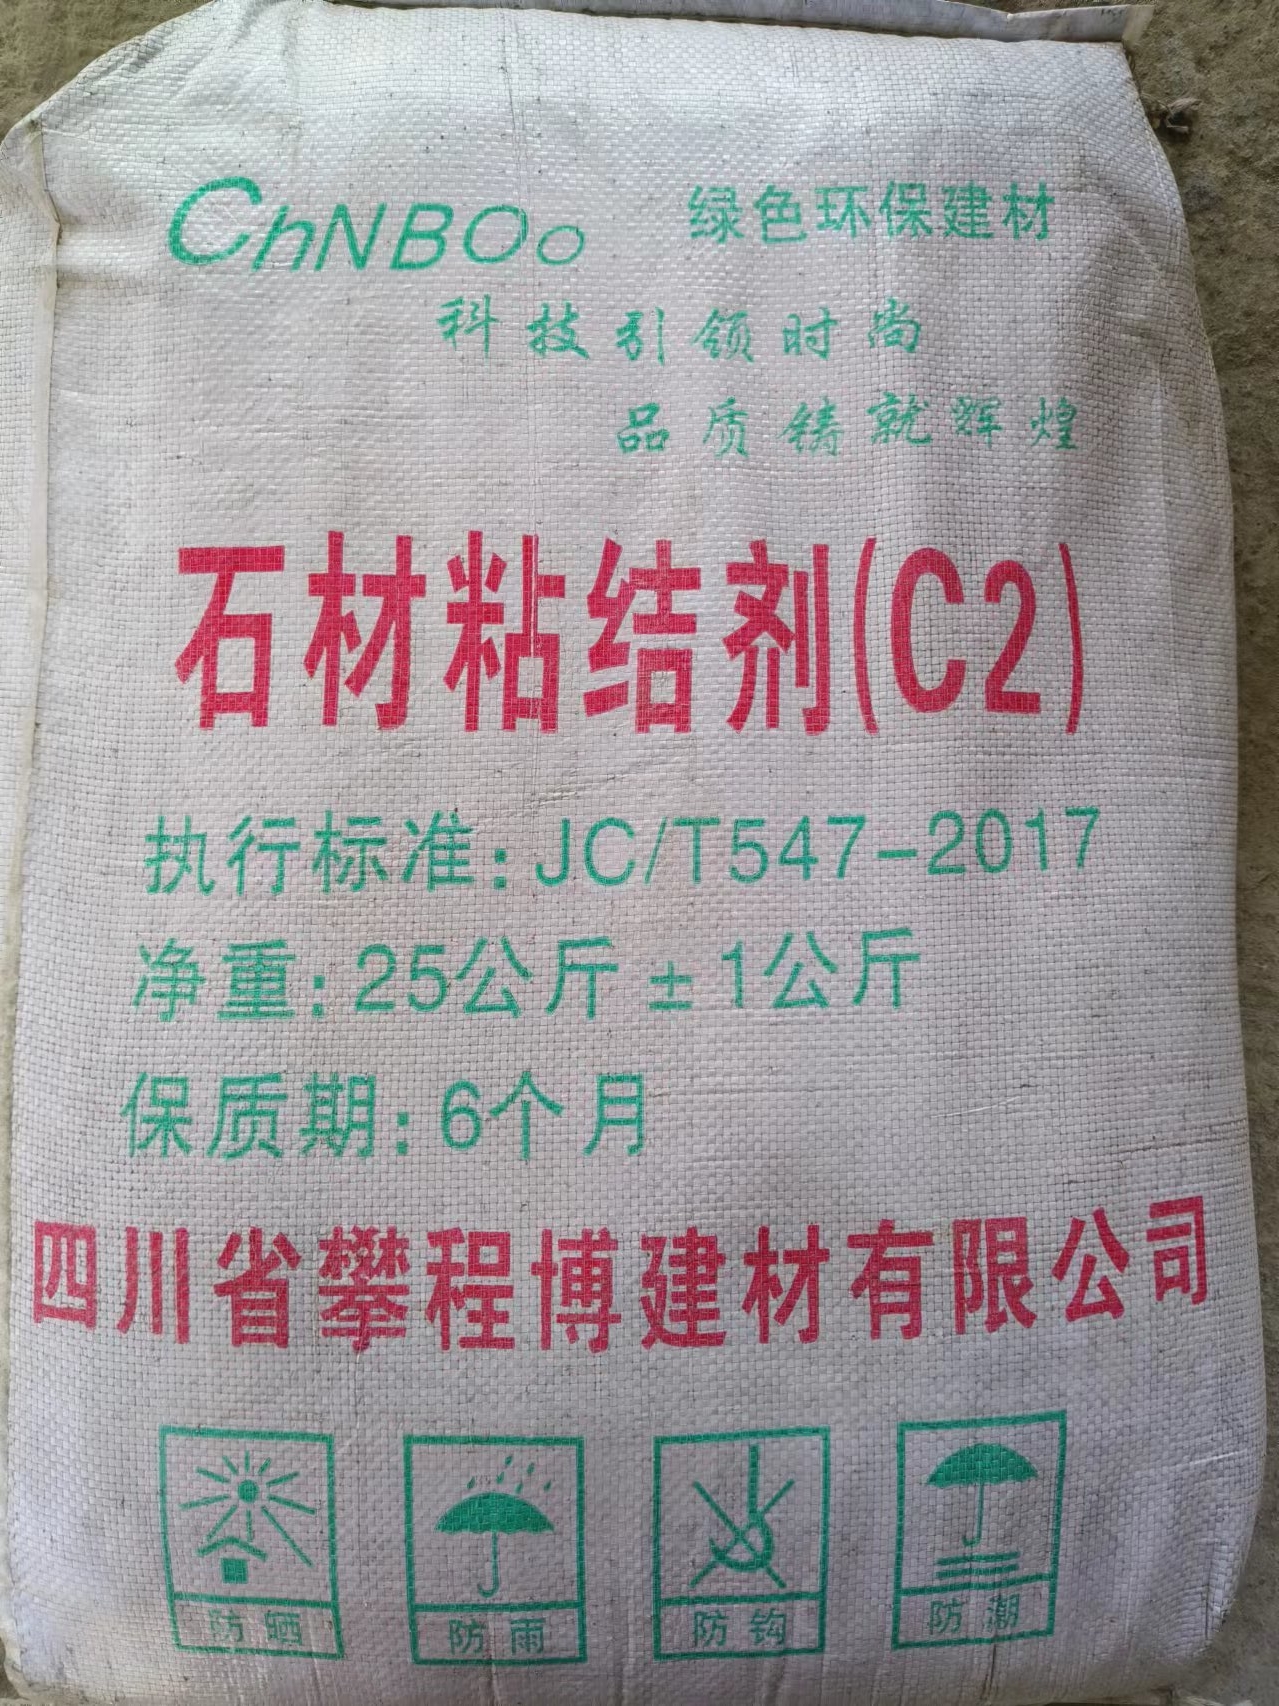 ChNBOo 绿色环保建材
科技引领时尚
品质铸就辉煌
石材粘结剂(C2)
执行标准:JC/T547-2017
净重:25公斤±1公斤
保质期:6个月
四川省攀程博建材有限公司
防晒 防雨 防钩 防潮